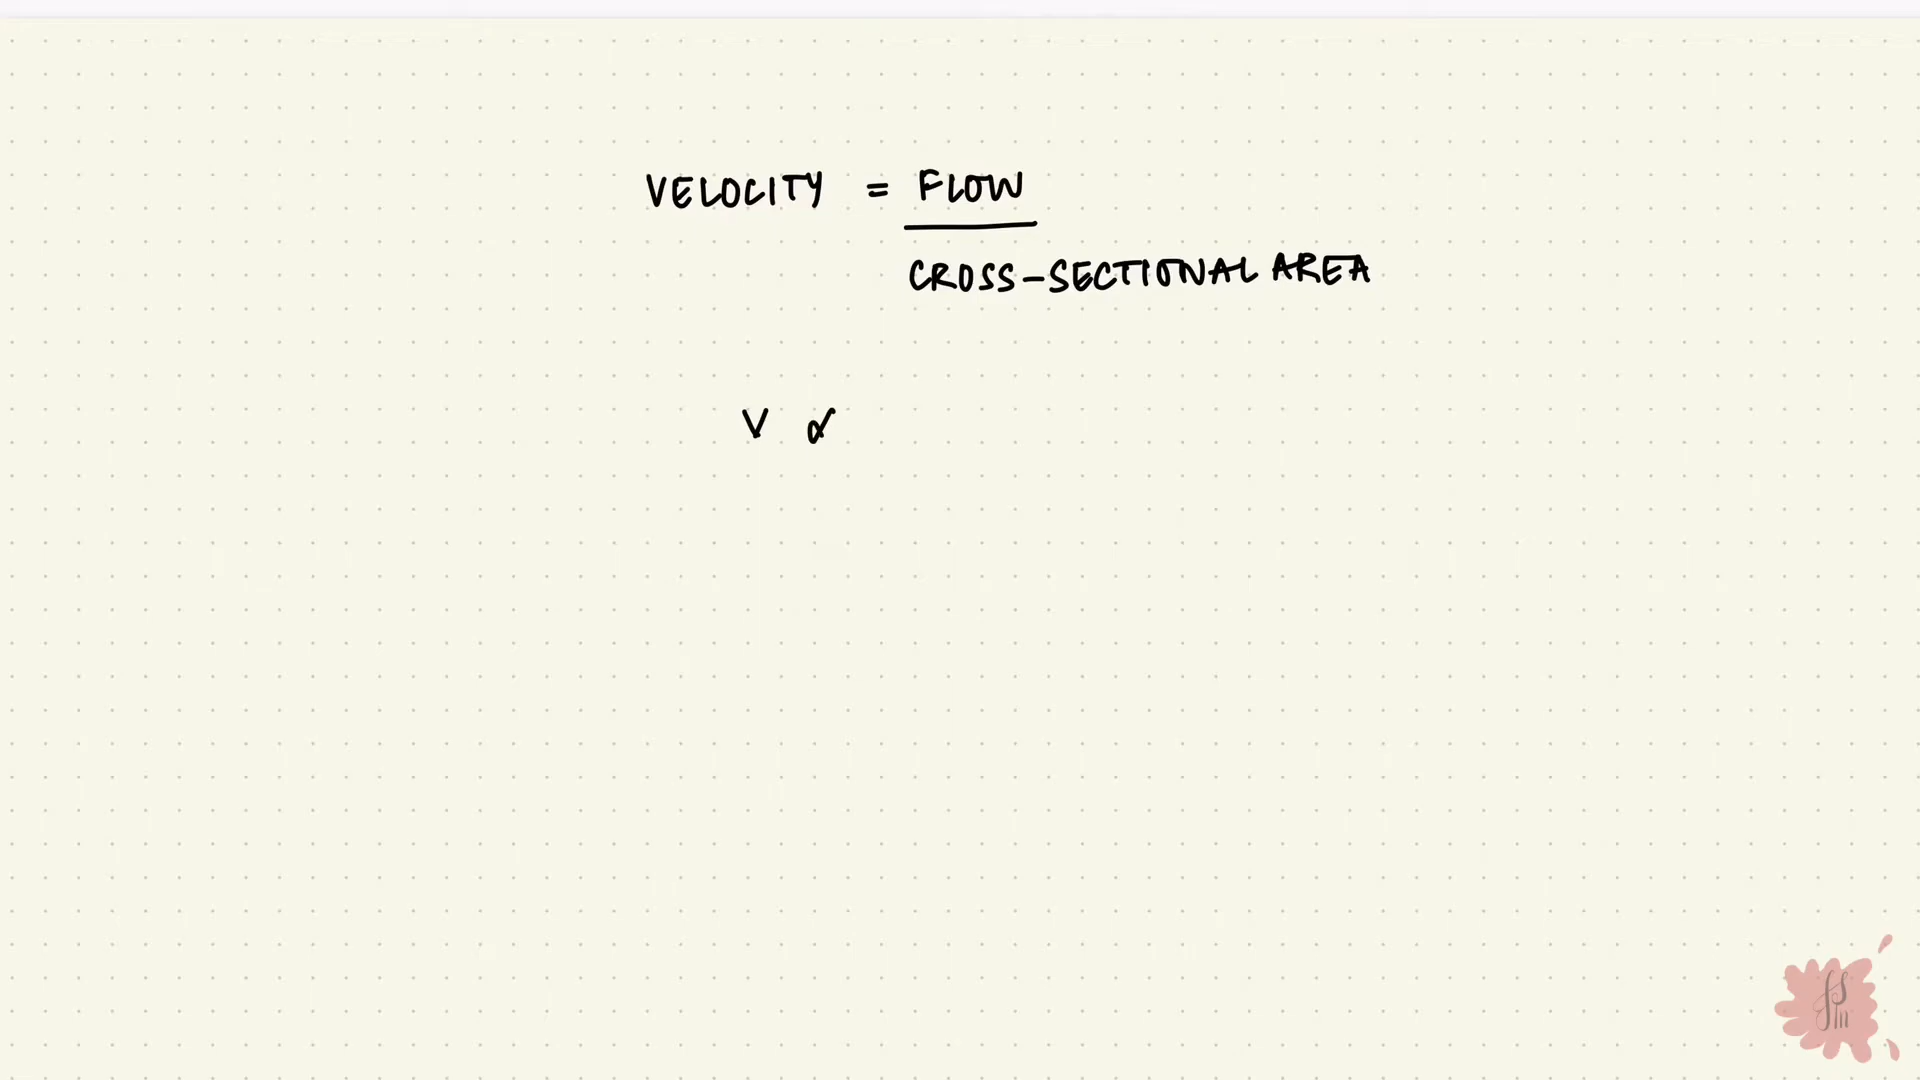 VELOCITY = FLOW
CROSS-SECTIONAL AREA
V ∝